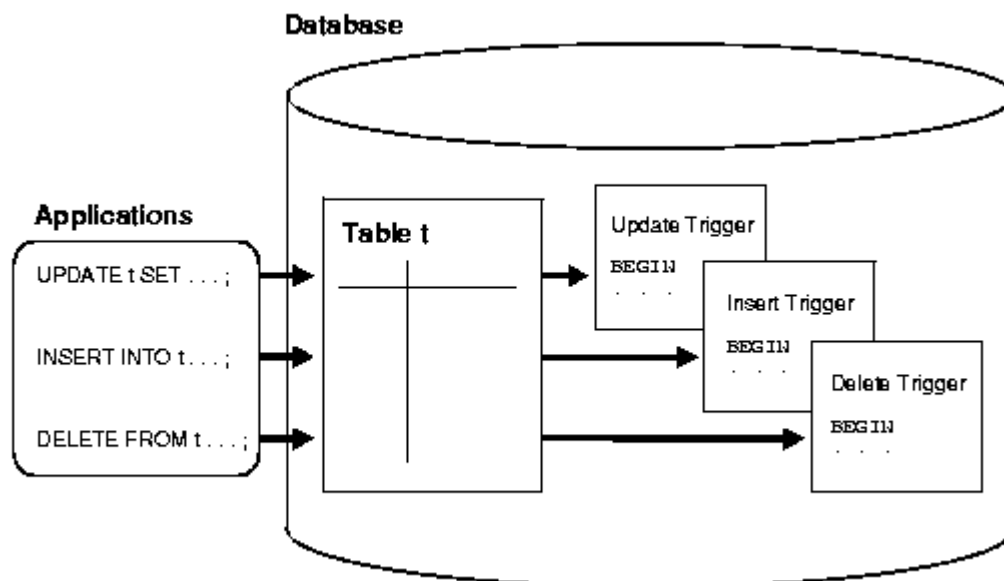 Database
Applications
UPDATE t SET . . . ;
INSERT INTO t . . . ;
DELETE FROM t . . . ;
Table t
Update Trigger
BEGIN
. . .
Insert Trigger
BEGIN
. . .
Delete Trigger
BEGIN
. . .